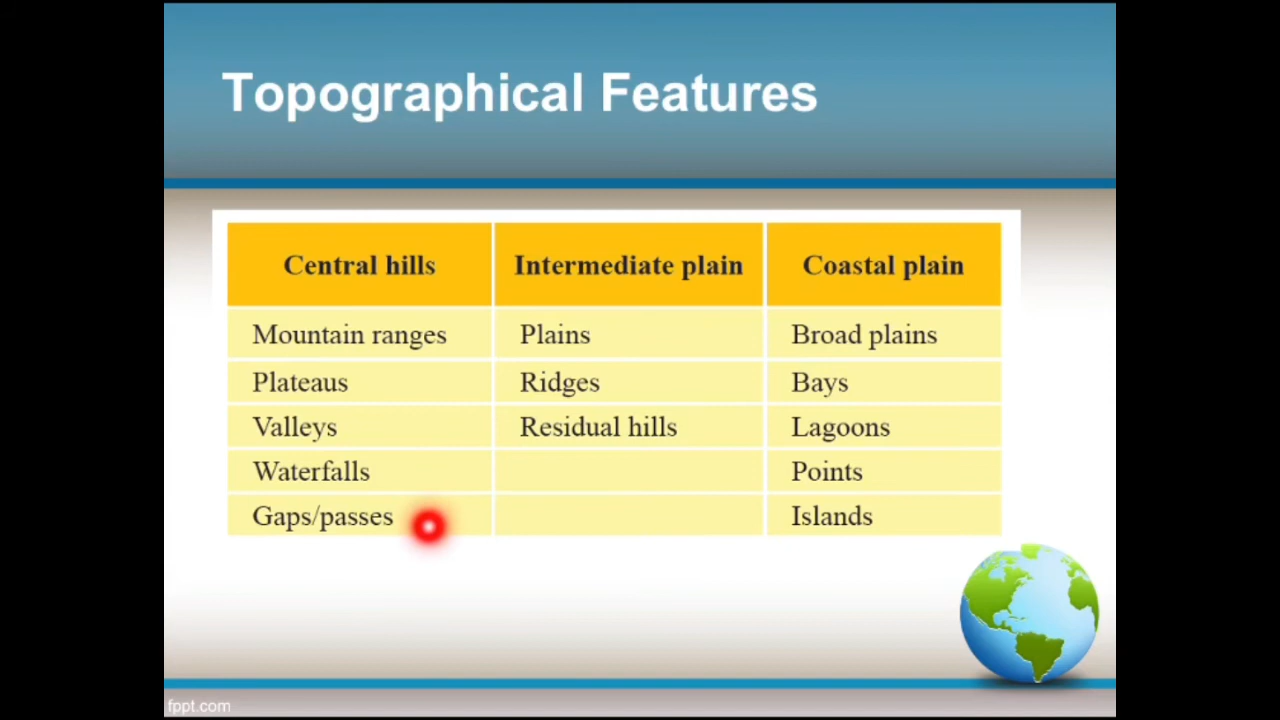 Topographical Features
Central hills Intermediate plain Coastal plain
Mountain ranges Plains Broad plains
Plateaus Ridges Bays
Valleys Residual hills Lagoons
Waterfalls Points
Gaps/passes Islands
fppt.com